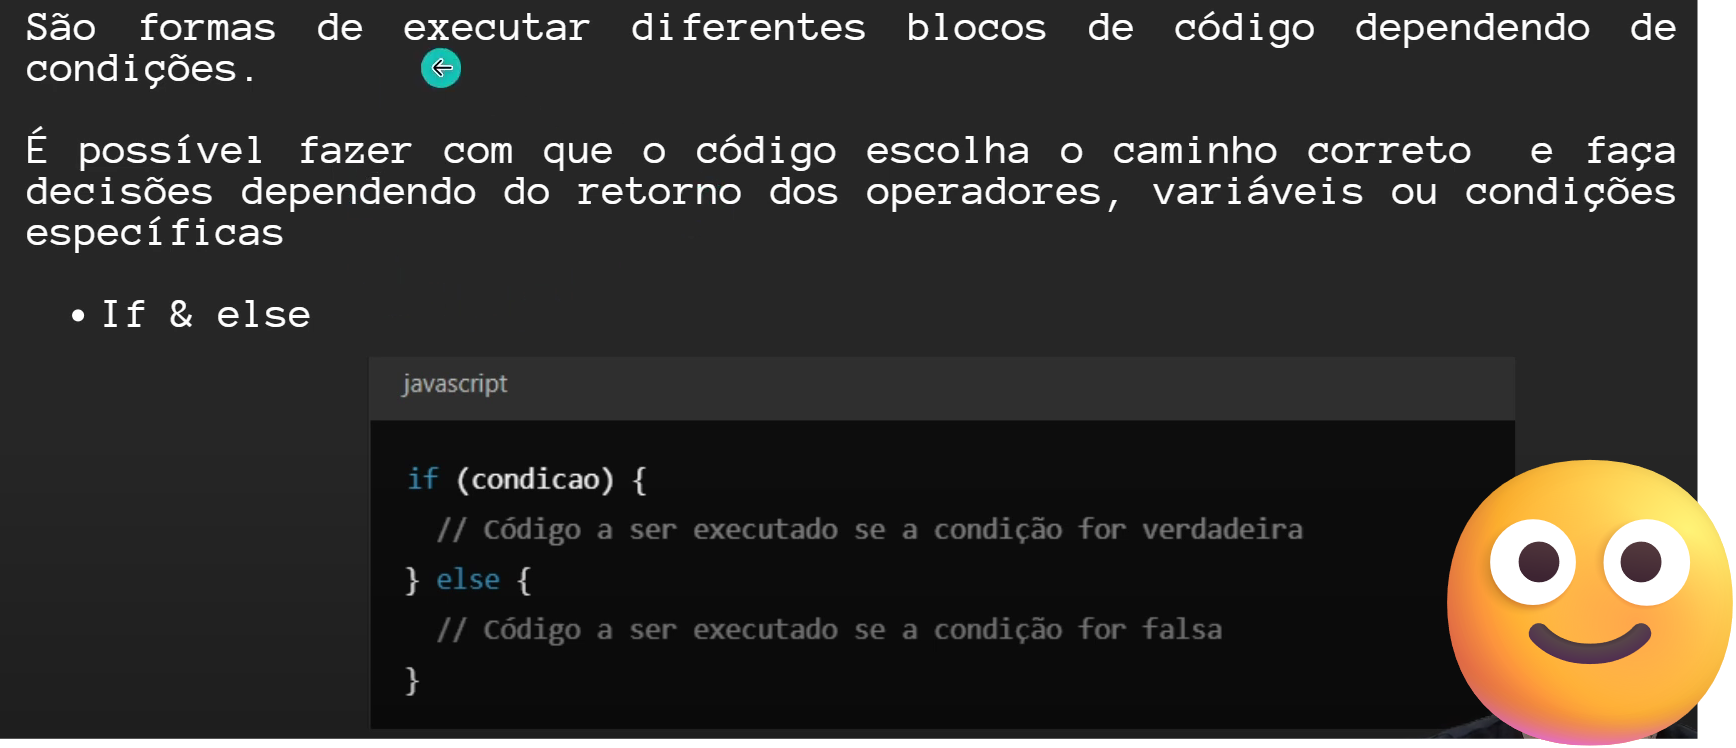 São formas de executar diferentes blocos de código dependendo de
condições.
É possível fazer com que o código escolha o caminho correto e faça
decisões dependendo do retorno dos operadores, variáveis ou condições
específicas
• If & else
javascript
if (condicao) {
// Código a ser executado se a condição for verdadeira
} else {
// Código a ser executado se a condição for falsa
}